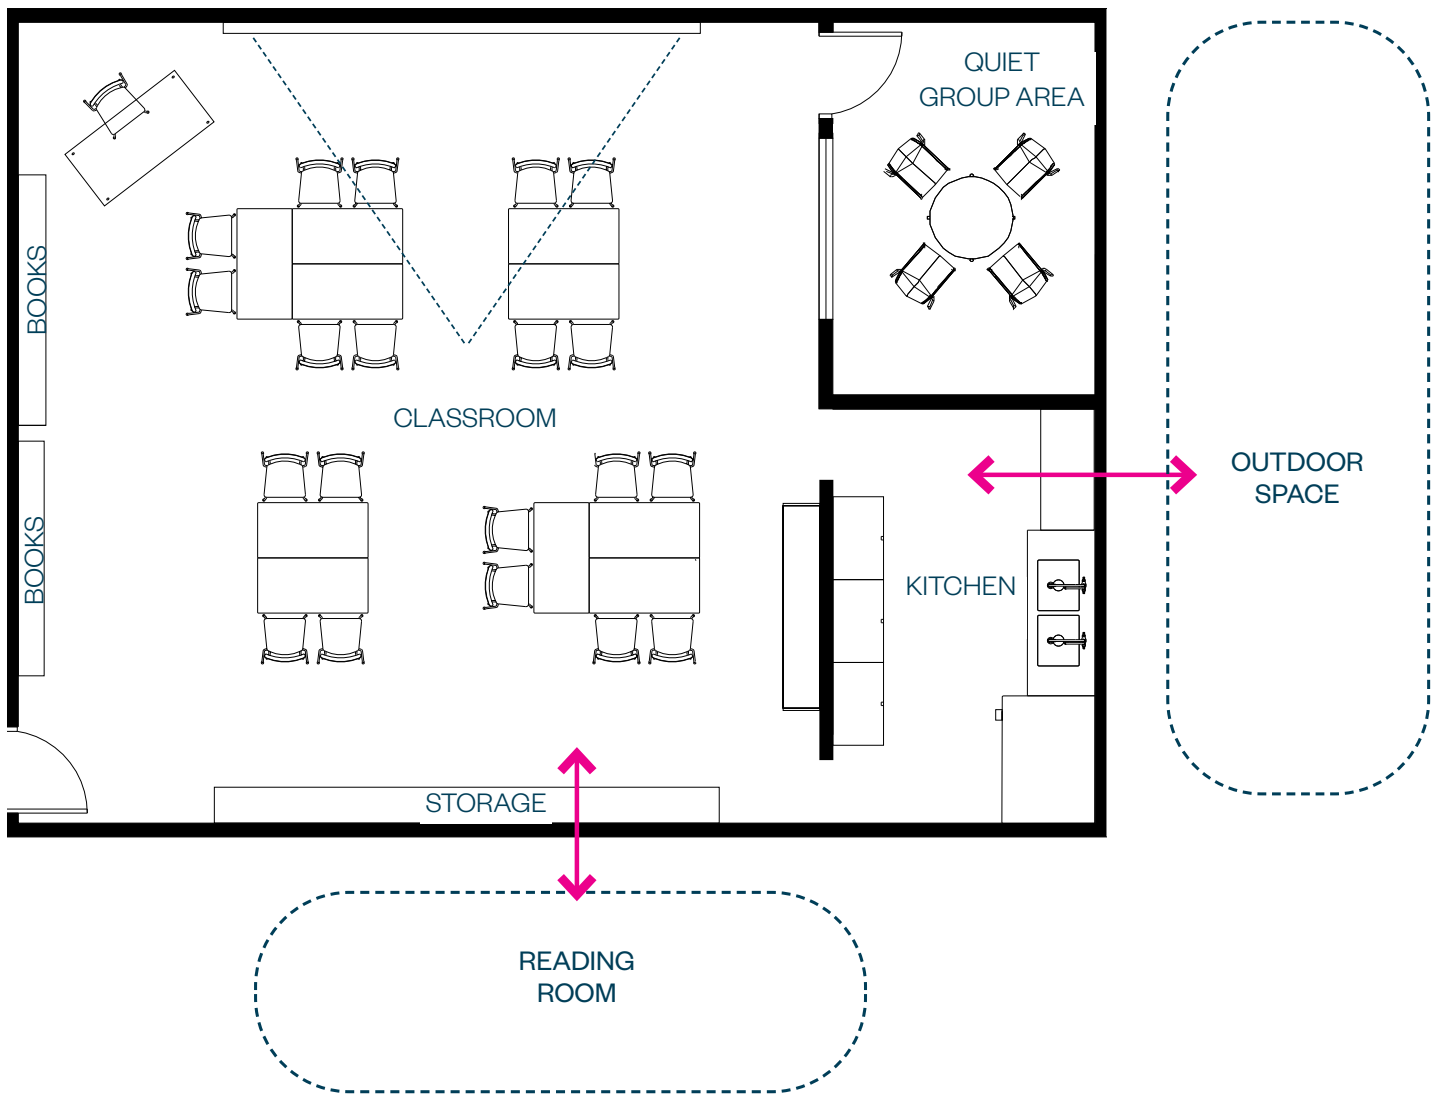 QUIET
GROUP AREA
BOOKS
CLASSROOM
OUTDOOR
SPACE
BOOKS
KITCHEN
STORAGE
READING
ROOM